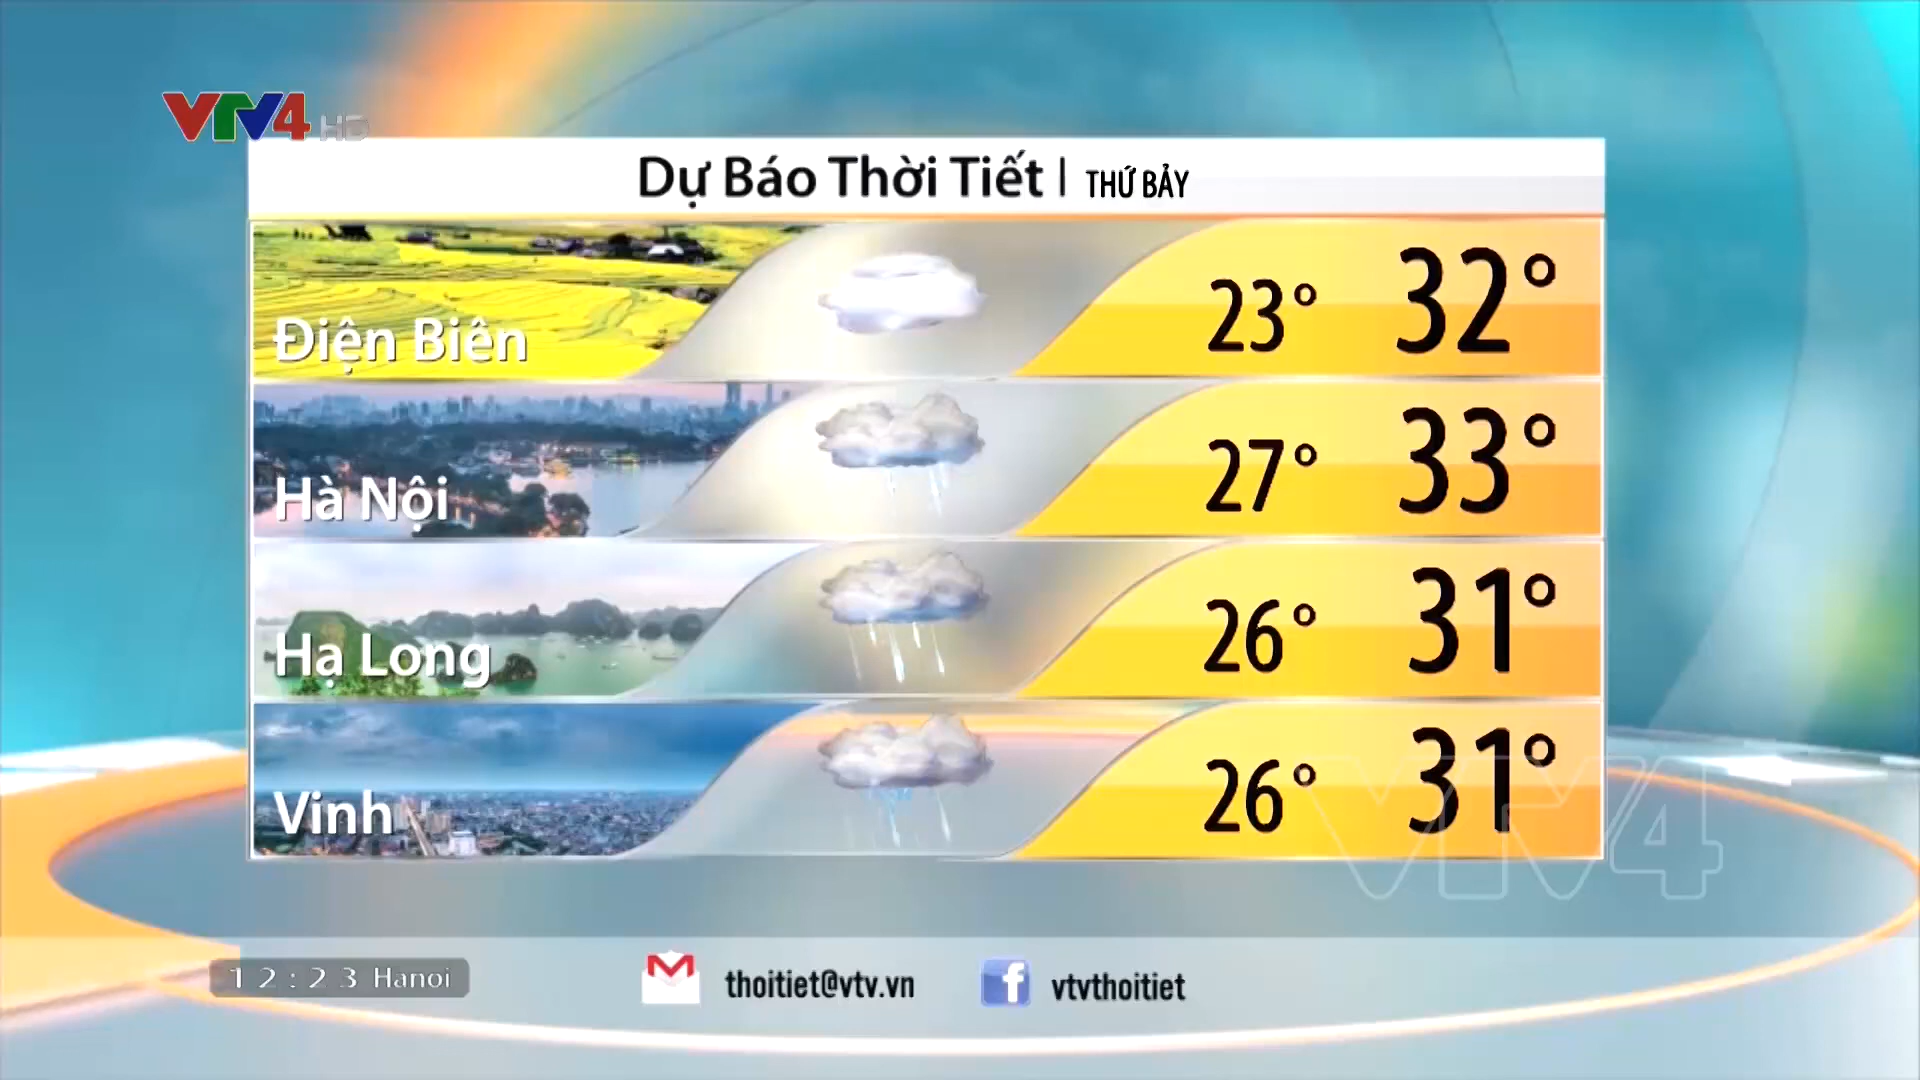 VTV4 HD
Dự Báo Thời Tiết | THỨ BẢY
Điện Biên 23° 32°
Hà Nội 27° 33°
Hạ Long 26° 31°
Vinh 26° 31°
VTV4
12:23 Hanoi
thoitiet@vtv.vn vtvthoitiet